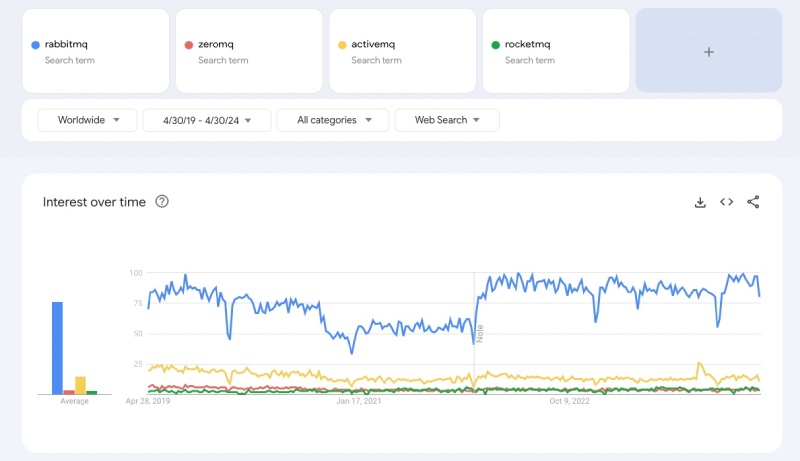 rabbitmq
Search term
zeromq
Search term
activemq
Search term
rocketmq
Search term
+
Worldwide
4/30/19 - 4/30/24
All categories
Web Search
Interest over time
?
100
75
50
25
Note
Average
Apr 28, 2019
Jan 17, 2021
Oct 9, 2022